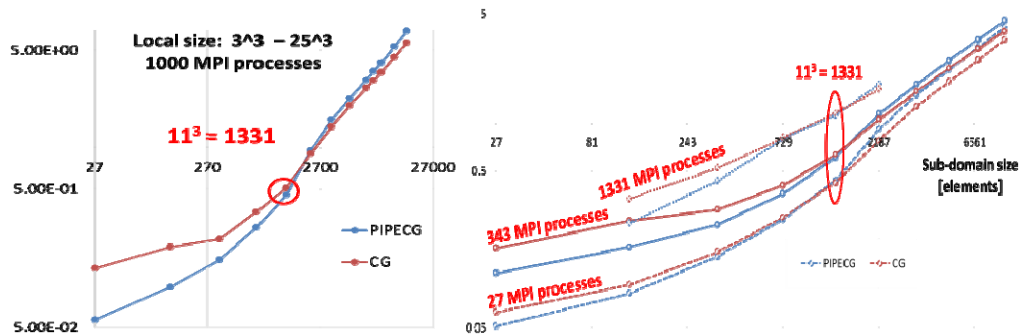 5.00E+00
Local size: 3^3 – 25^3
1000 MPI processes
11³ = 1331
27
270
2700
27000
5.00E-01
PIPECG
CG
5.00E-02
5
11³ = 1331
27
81
243
729
2187
6561
Sub-domain size
[elements]
0.5
1331 MPI processes
343 MPI processes
27 MPI processes
PIPECG
CG
0.05